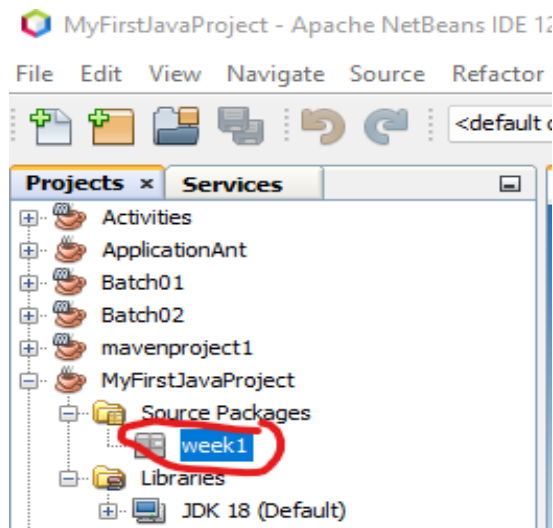 MyFirstJavaProject - Apache NetBeans IDE 12
File Edit View Navigate Source Refactor
<default
Projects × Services
Activities
ApplicationAnt
Batch01
Batch02
mavenproject1
MyFirstJavaProject
Source Packages
week1
Libraries
JDK 18 (Default)